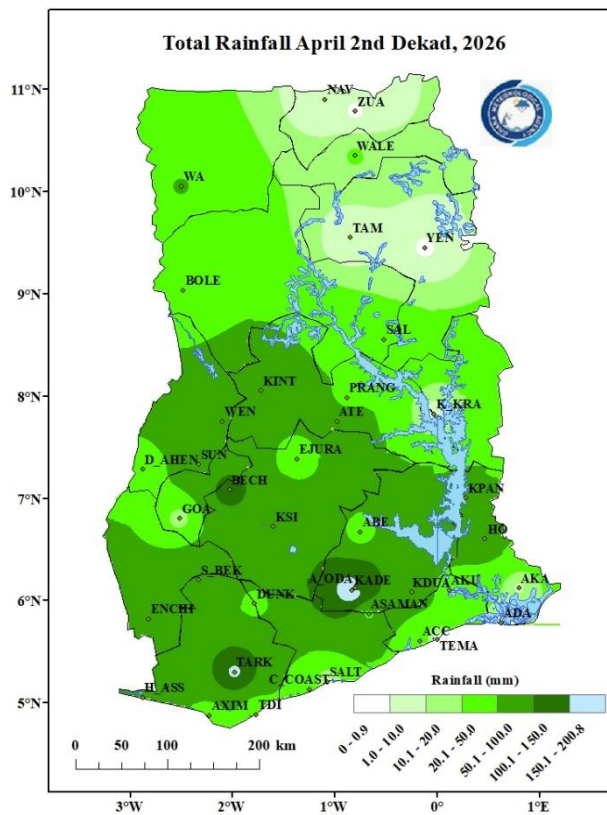 Total Rainfall April 2nd Dekad, 2026
11°N
10°N
9°N
8°N
7°N
6°N
5°N
NAV
ZUA
WALE
WA
TAM
YEN
BOLE
SAL
KINT
PRANG
K_KRA
WEN
ATE
D_AHEN
SUN
EJURA
BECH
KPAN
GOA
KSI
ABE
HO
S_BEK
A_ODA
KADE
KDUA
AKU
AKA
DUNK
ASAMAN
ENCHI
ADA
ACC
TEMA
TARK
SALT
C_COAST
H_ASS
AXIM
TDI
Rainfall (mm)
0 - 0.9
1.0 - 10.0
10.1 - 20.0
20.1 - 50.0
50.1 - 100.0
100.1 - 150.0
150.1 - 200.8
0 50 100 200 km
3°W 2°W 1°W 0° 1°E